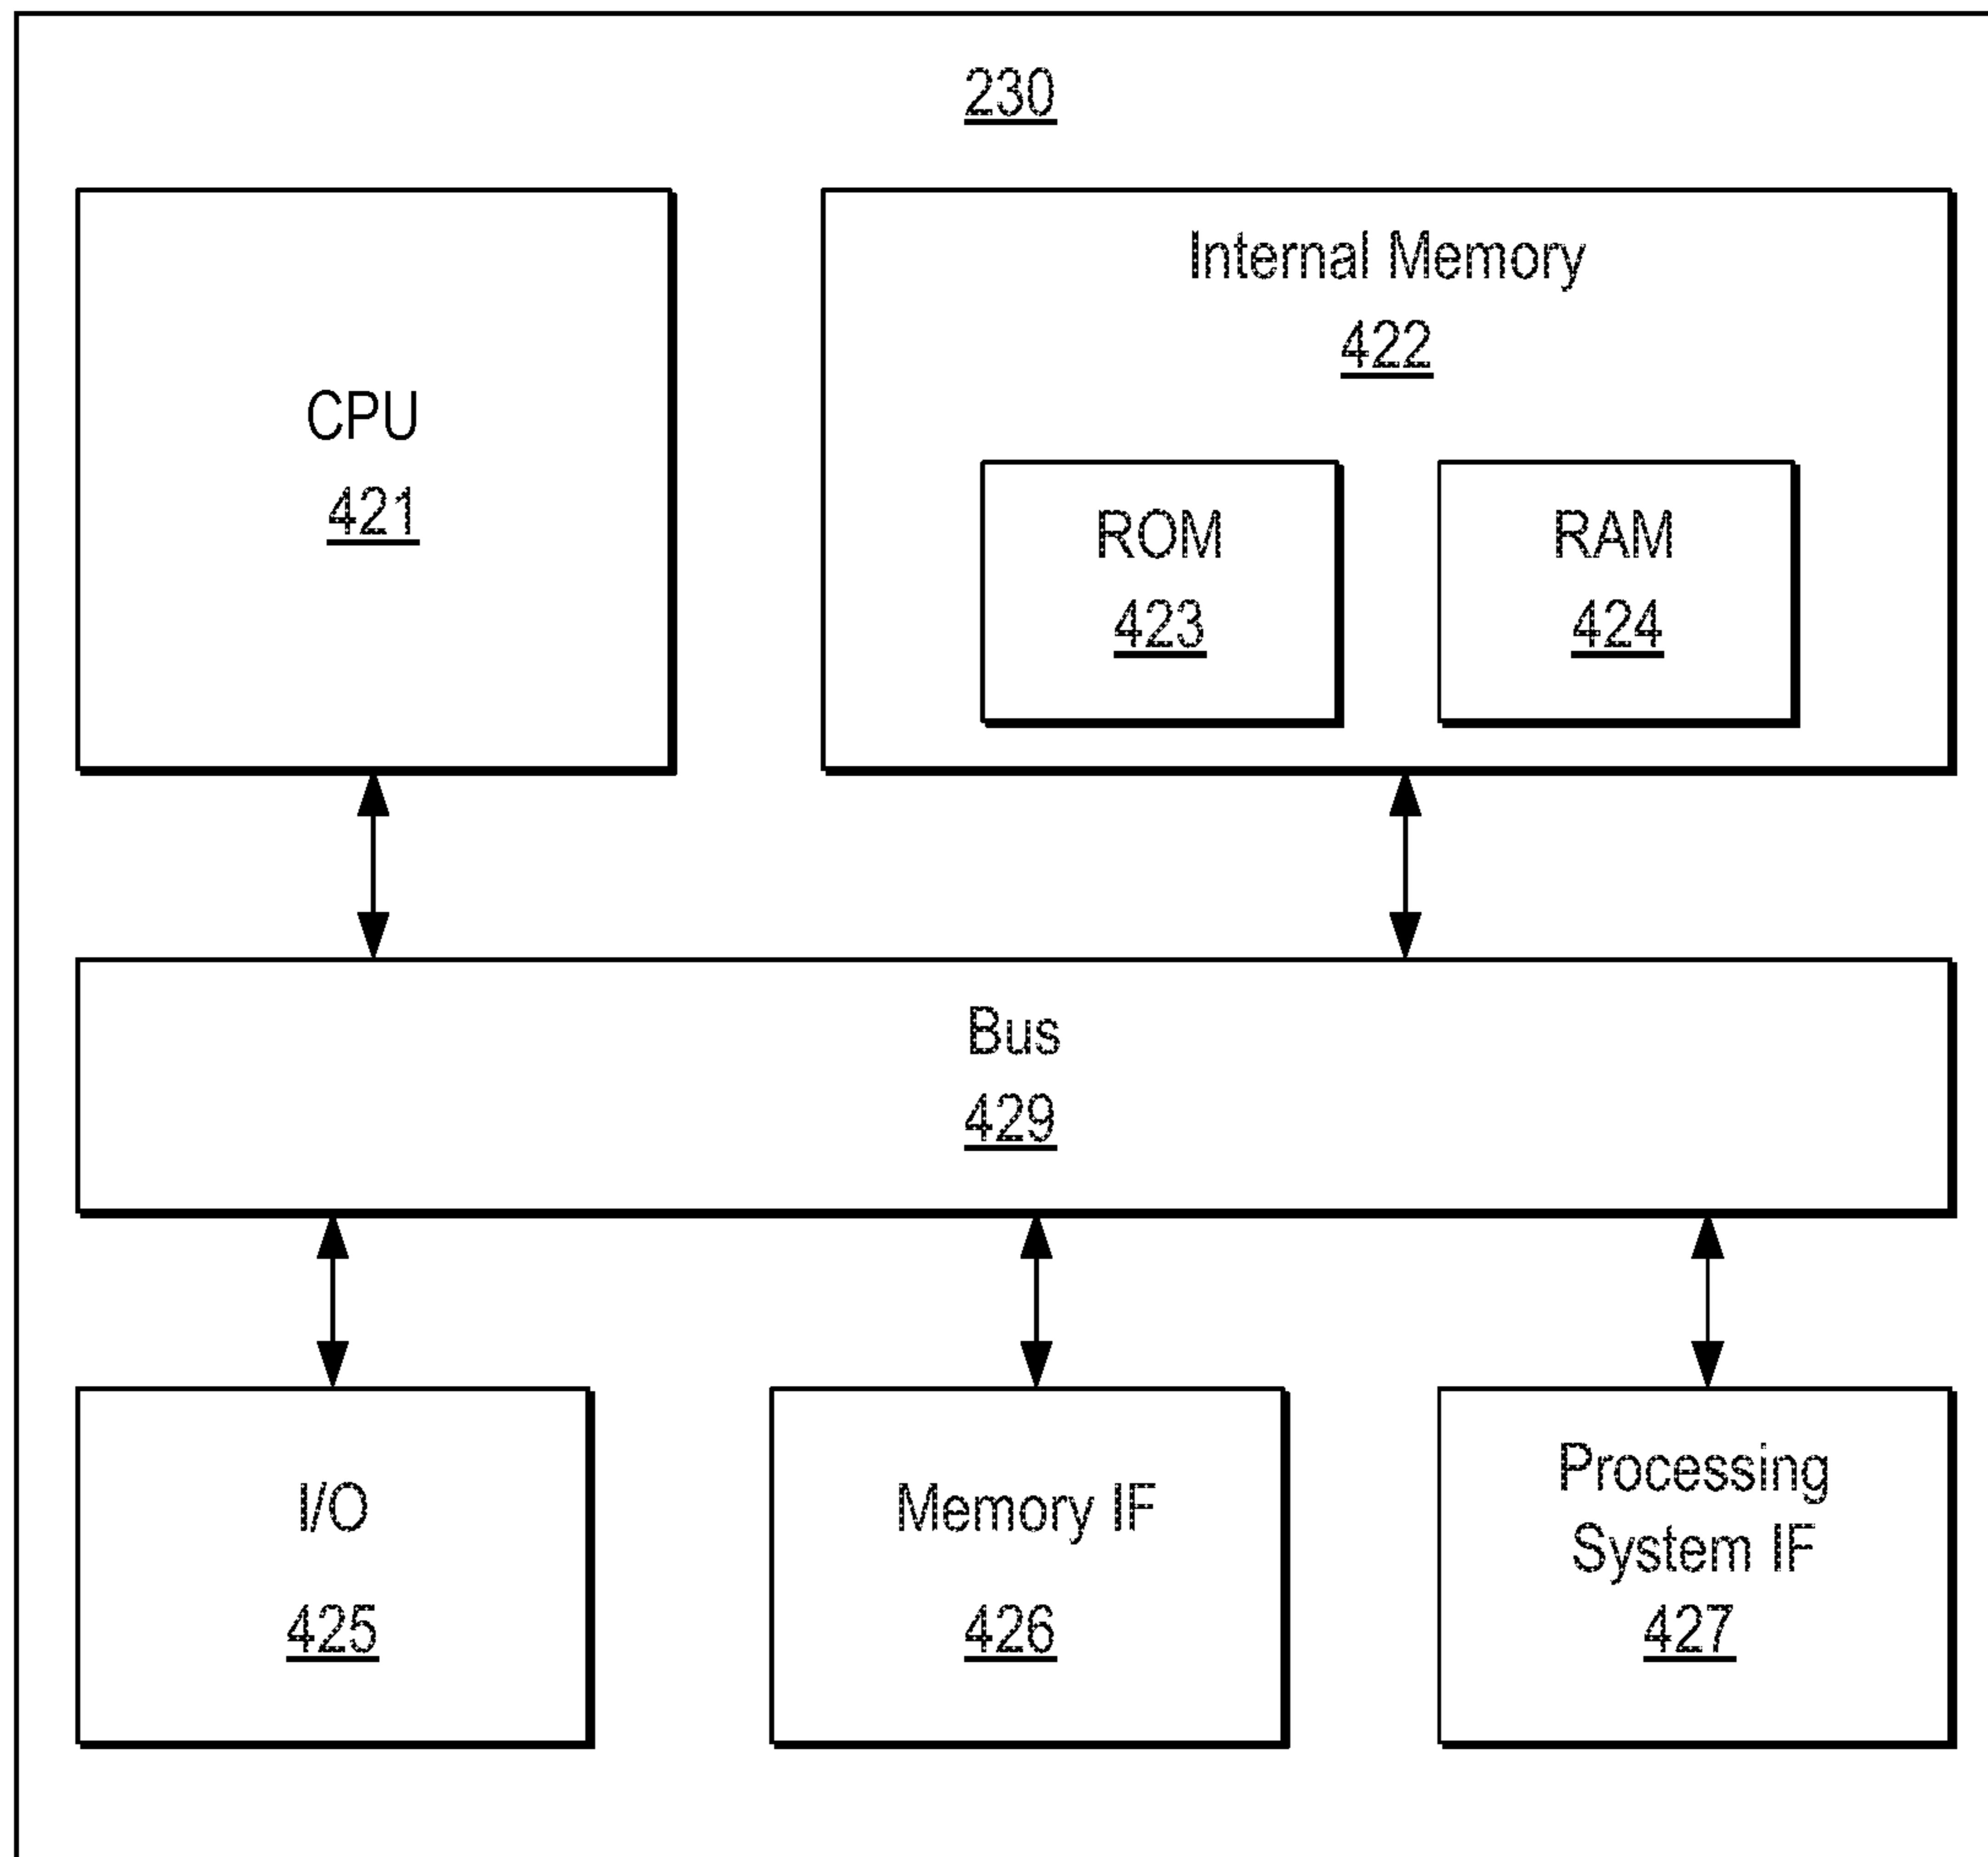 230
CPU
421
Internal Memory
422
ROM
423
RAM
424
Bus
429
I/O
425
Memory IF
426
Processing
System IF
427